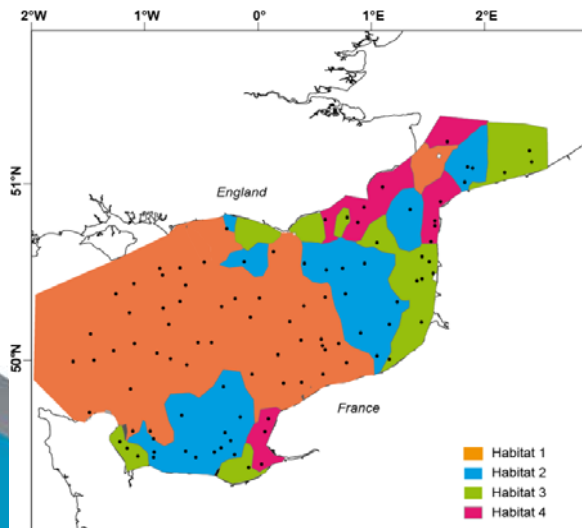 2°W 1°W 0° 1°E 2°E
51°N
England
50°N
France
Habitat 1
Habitat 2
Habitat 3
Habitat 4